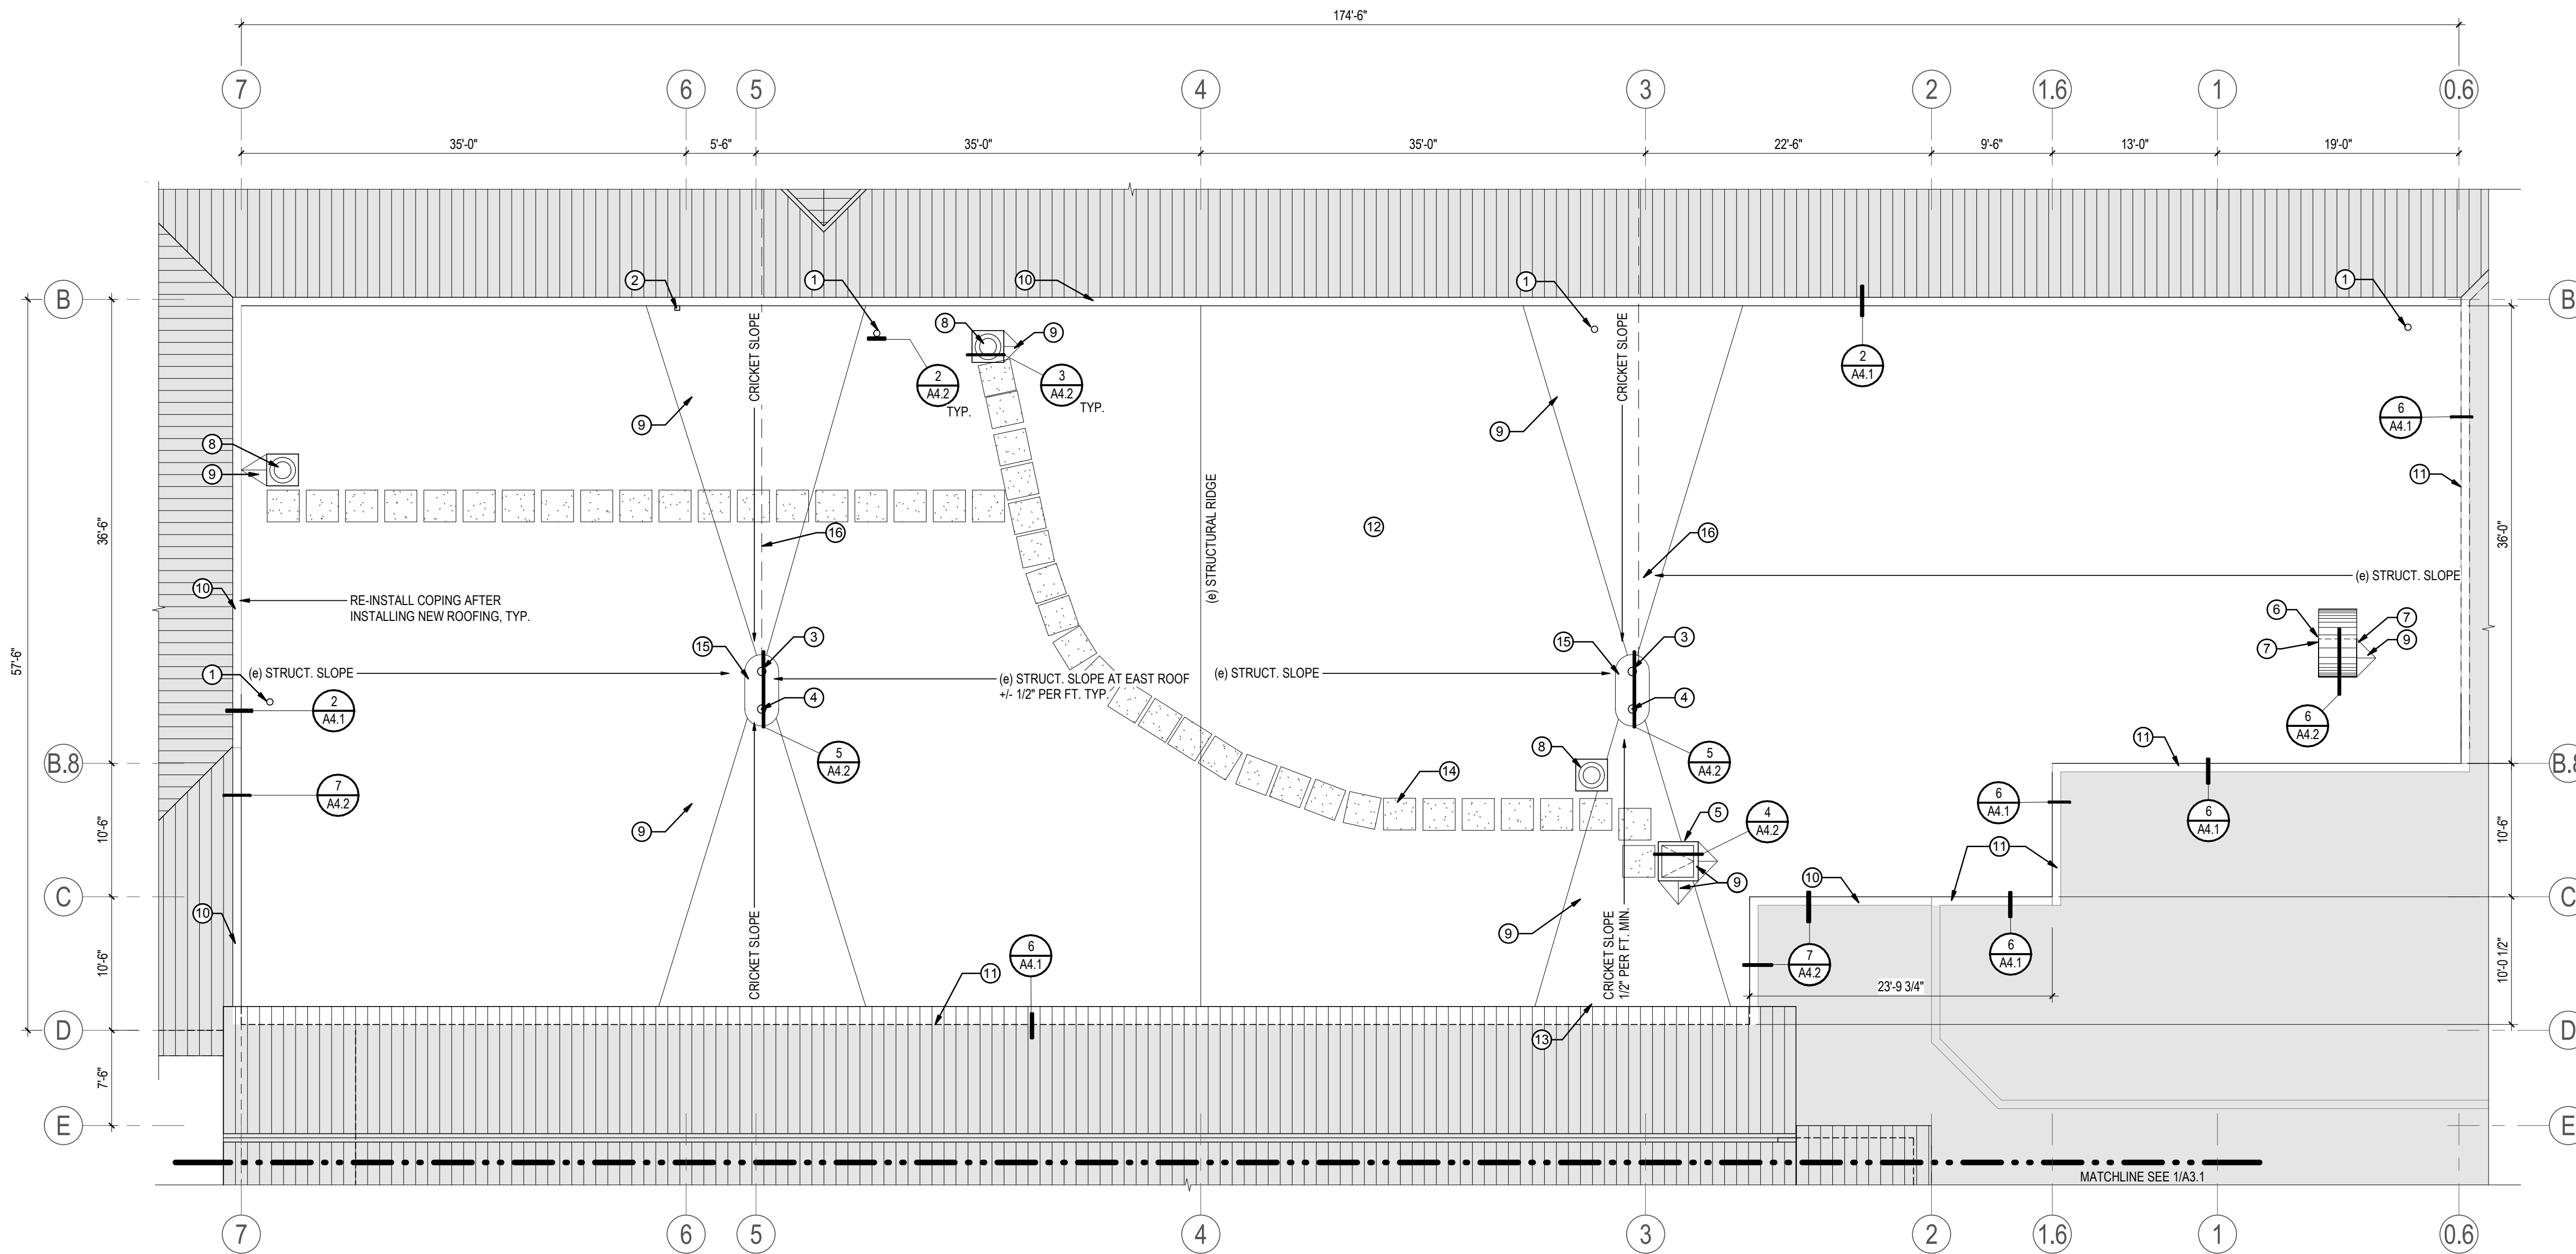 174'-6"
7
6
5
4
3
2
1.6
1
0.6
35'-0"
5'-6"
35'-0"
35'-0"
22'-6"
9'-6"
13'-0"
19'-0"
2
1
10
1
1
B
B
8
9
CRICKET SLOPE
CRICKET SLOPE
2
A4.1
2
A4.2
TYP.
3
A4.2
TYP.
6
A4.1
9
9
8
9
11
36'-6"
(e) STRUCTURAL RIDGE
12
36'-0"
16
16
10
RE-INSTALL COPING AFTER
INSTALLING NEW ROOFING, TYP.
(e) STRUCT. SLOPE
6
7
7
9
57'-6"
15
3
15
3
1
(e) STRUCT. SLOPE
(e) STRUCT. SLOPE AT EAST ROOF
+/- 1/2" PER FT. TYP.
(e) STRUCT. SLOPE
4
4
2
A4.1
6
A4.2
5
A4.2
5
A4.2
8
11
B.8
B.8
14
7
A4.2
6
A4.1
6
A4.1
5
4
A4.2
9
10'-6"
10'-6"
11
9
10
C
C
10
9
CRICKET SLOPE
CRICKET SLOPE
1/2" PER FT. MIN.
6
A4.1
11
7
A4.2
6
A4.1
10'-6"
10'-0 1/2"
23'-9 3/4"
D
D
13
7'-6"
E
E
MATCHLINE SEE 1/A3.1
7
6
5
4
3
2
1.6
1
0.6